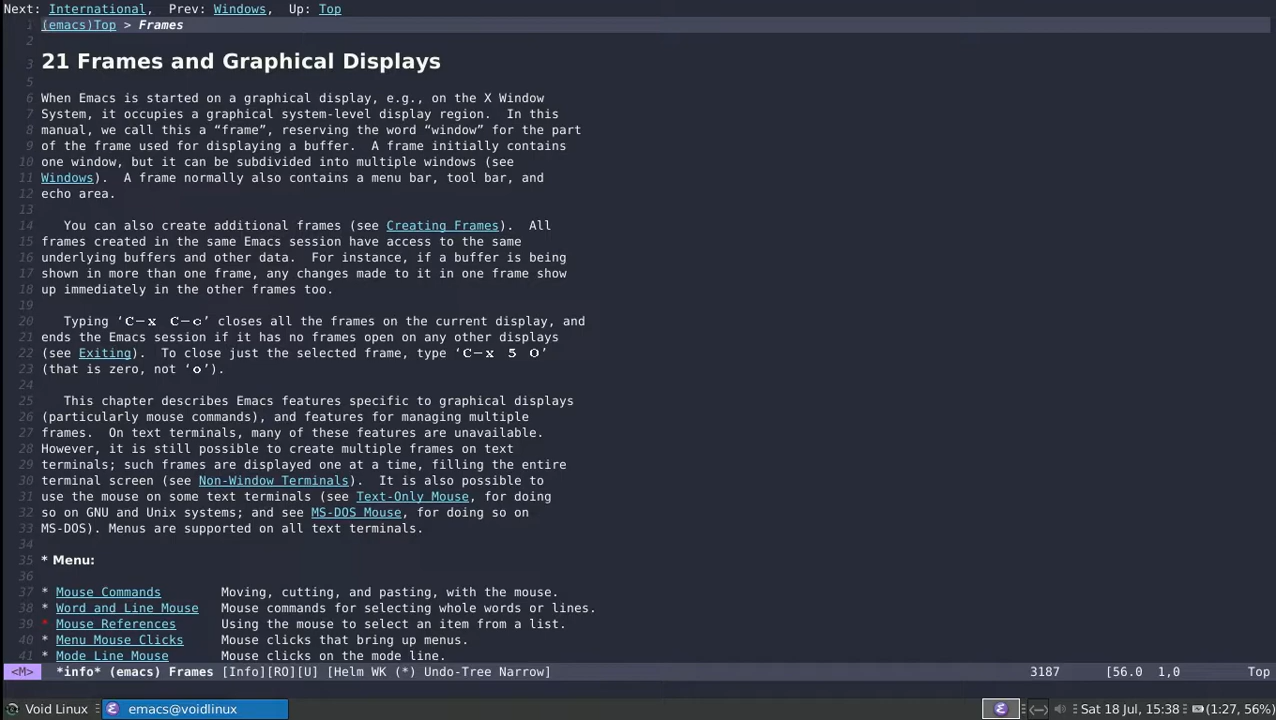 Next: International,  Prev: Windows,  Up: Top
1 (emacs)Top > Frames
2
3 21 Frames and Graphical Displays
5
6 When Emacs is started on a graphical display, e.g., on the X Window
7 System, it occupies a graphical system-level display region.  In this
8 manual, we call this a “frame”, reserving the word “window” for the part
9 of the frame used for displaying a buffer.  A frame initially contains
10 one window, but it can be subdivided into multiple windows (see
11 Windows).  A frame normally also contains a menu bar, tool bar, and
12 echo area.
13
14    You can also create additional frames (see Creating Frames).  All
15 frames created in the same Emacs session have access to the same
16 underlying buffers and other data.  For instance, if a buffer is being
17 shown in more than one frame, any changes made to it in one frame show
18 up immediately in the other frames too.
19
20    Typing ‘C-x C-c’ closes all the frames on the current display, and
21 ends the Emacs session if it has no frames open on any other displays
22 (see Exiting).  To close just the selected frame, type ‘C-x 5 0’
23 (that is zero, not ‘o’).
24
25    This chapter describes Emacs features specific to graphical displays
26 (particularly mouse commands), and features for managing multiple
27 frames.  On text terminals, many of these features are unavailable.
28 However, it is still possible to create multiple frames on text
29 terminals; such frames are displayed one at a time, filling the entire
30 terminal screen (see Non-Window Terminals).  It is also possible to
31 use the mouse on some text terminals (see Text-Only Mouse, for doing
32 so on GNU and Unix systems; and see MS-DOS Mouse, for doing so on
33 MS-DOS). Menus are supported on all text terminals.
34
35 * Menu:
36
37 * Mouse Commands        Moving, cutting, and pasting, with the mouse.
38 * Word and Line Mouse   Mouse commands for selecting whole words or lines.
39 * Mouse References      Using the mouse to select an item from a list.
40 * Menu Mouse Clicks     Mouse clicks that bring up menus.
41 * Mode Line Mouse       Mouse clicks on the mode line.
<M> *info* (emacs) Frames [Info][RO][U] [Helm WK (*) Undo-Tree Narrow] 3187 [56.0 1,0 Top
Void Linux emacs@voidlinux Sat 18 Jul, 15:38 (1:27, 56%)